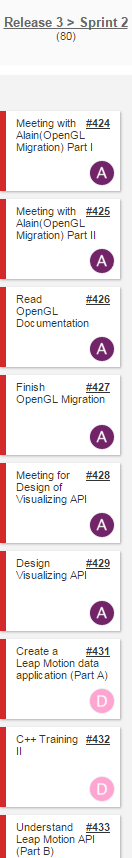 Release 3 > Sprint 2
(80)
Meeting with #424
Alain(OpenGL
Migration) Part I
A
Meeting with #425
Alain(OpenGL
Migration) Part II
A
Read #426
OpenGL
Documentation
A
Finish #427
OpenGL Migration
A
Meeting for #428
Design of
Visualizing API
A
Design #429
Visualizing API
A
Create a #431
Leap Motion data
application (Part A)
D
C++ Training #432
II
D
Understand #433
Leap Motion API
(Part B)